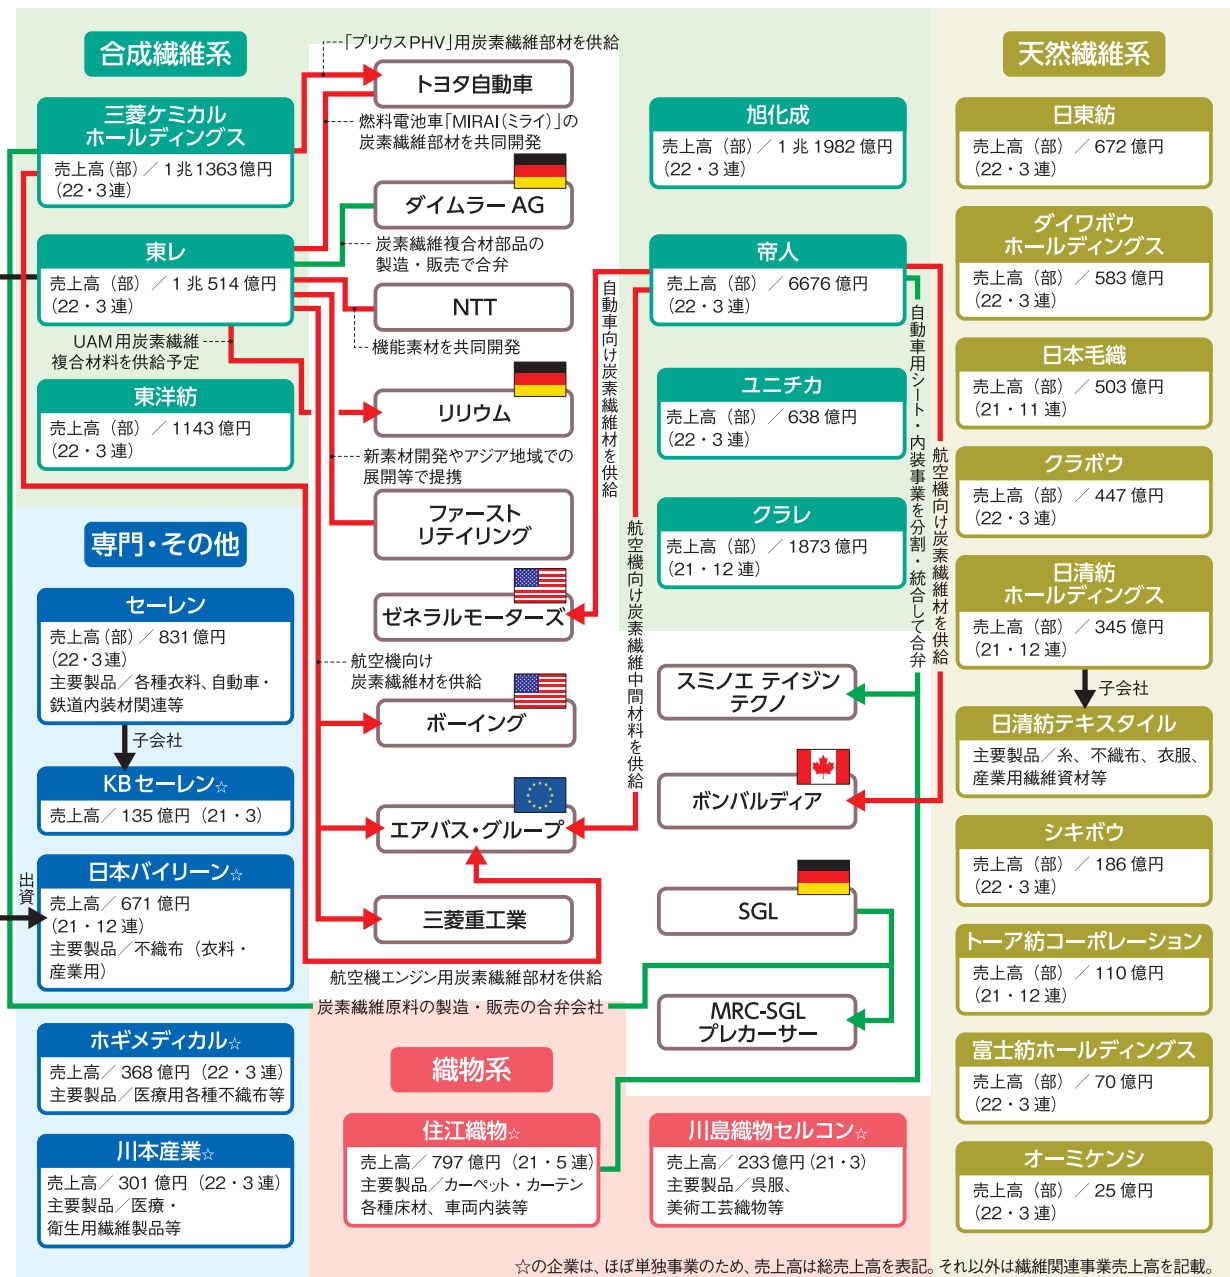 合成繊維系
三菱ケミカル
ホールディングス
売上高(部)／1兆1363億円
(22・3連)
東レ
売上高(部)／1兆514億円
(22・3連)
UAM用炭素繊維
複合材料を供給予定
東洋紡
売上高(部)／1143億円
(22・3連)
専門・その他
セーレン
売上高(部)／831億円
(22・3連)
主要製品／各種衣料、自動車・
鉄道内装材関連等
子会社
KBセーレン☆
売上高／135億円(21・3)
出資
日本バイリーン☆
売上高／671億円
(21・12連)
主要製品／不織布(衣料・
産業用)
ホギメディカル☆
売上高／368億円(22・3連)
主要製品／医療用各種不織布等
川本産業☆
売上高／301億円(22・3連)
主要製品／医療・
衛生用繊維製品等
「プリウスPHV」用炭素繊維部材を供給
トヨタ自動車
燃料電池車「MIRAI(ミライ)」の
炭素繊維部材を共同開発
ダイムラーAG
炭素繊維複合材部品の
製造・販売で合弁
NTT
機能素材を共同開発
リリウム
新素材開発やアジア地域での
展開等で提携
ファースト
リテイリング
ゼネラルモーターズ
航空機向け
炭素繊維材を供給
ボーイング
エアバス・グループ
三菱重工業
航空機エンジン用炭素繊維部材を供給
炭素繊維原料の製造・販売の合弁会社
織物系
住江織物☆
売上高／797億円(21・5連)
主要製品／カーペット・カーテン
各種床材、車両内装等
川島織物セルコン☆
売上高／233億円(21・3)
主要製品／呉服、
美術工芸織物等
旭化成
売上高(部)／1兆1982億円
(22・3連)
帝人
売上高(部)／6676億円
(22・3連)
自動車向け炭素繊維材を供給
航空機向け炭素繊維中間材料を供給
自動車用シート・内装事業を分割・統合して合弁
航空機向け炭素繊維材を供給
ユニチカ
売上高(部)／638億円
(22・3連)
クラレ
売上高(部)／1873億円
(21・12連)
スミノエ テイジン
テクノ
ボンバルディア
SGL
MRC-SGL
プレカーサー
天然繊維系
日東紡
売上高(部)／672億円
(22・3連)
ダイワボウ
ホールディングス
売上高(部)／583億円
(22・3連)
日本毛織
売上高(部)／503億円
(21・11連)
クラボウ
売上高(部)／447億円
(22・3連)
日清紡
ホールディングス
売上高(部)／345億円
(21・12連)
子会社
日清紡テキスタイル
主要製品／糸、不織布、衣服、
産業用繊維資材等
シキボウ
売上高(部)／186億円
(22・3連)
トーア紡コーポレーション
売上高(部)／110億円
(21・12連)
富士紡ホールディングス
売上高(部)／70億円
(22・3連)
オーミケンシ
売上高(部)／25億円
(22・3連)
☆の企業は、ほぼ単独事業のため、売上高は総売上高を表記。それ以外は繊維関連事業売上高を記載。